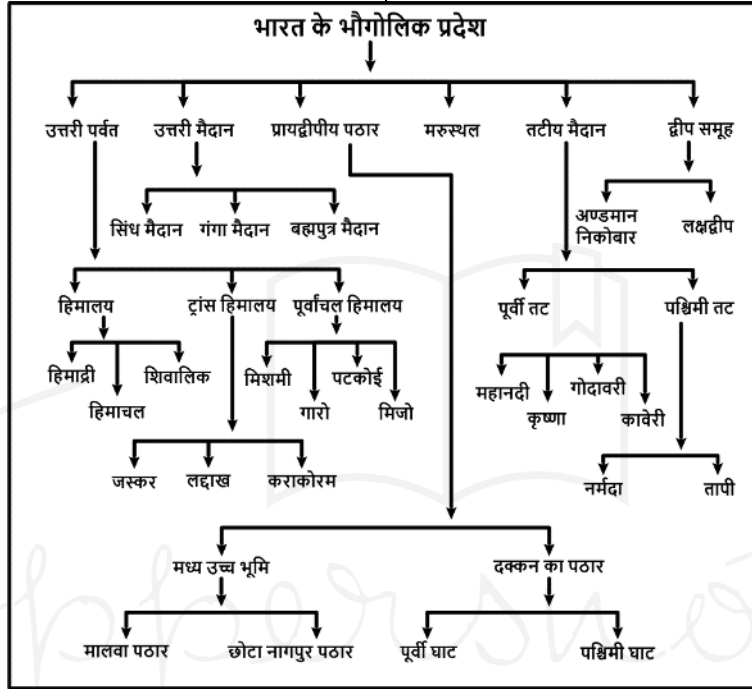 भारत के भौगोलिक प्रदेश
उत्तरी पर्वत
उत्तरी मैदान
प्रायद्वीपीय पठार
मरुस्थल
तटीय मैदान
द्वीप समूह
सिंध मैदान
गंगा मैदान
बह्मपुत्र मैदान
अण्डमान
निकोबार
लक्षद्वीप
हिमालय
ट्रांस हिमालय
पूर्वांचल हिमालय
पूर्वी तट
पश्चिमी तट
हिमाद्री
हिमाचल
शिवालिक
मिशमी
गारो
पटकोई
मिजो
महानदी
कृष्णा
गोदावरी
कावेरी
जस्कर
लद्दाख
कराकोरम
नर्मदा
तापी
मध्य उच्च भूमि
दक्कन का पठार
मालवा पठार
छोटा नागपुर पठार
पूर्वी घाट
पश्चिमी घाट